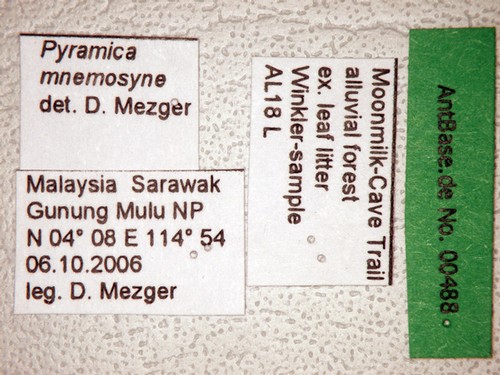 Pyramica
mnemosyne
det. D. Mezger
Malaysia Sarawak
Gunung Mulu NP
N 04° 08 E 114° 54
06.10.2006
leg. D. Mezger
Moonmilk-Cave Trail
alluvial forest
ex. leaf litter
Winkler-sample
AL18 L
AntBase.de No. 00488